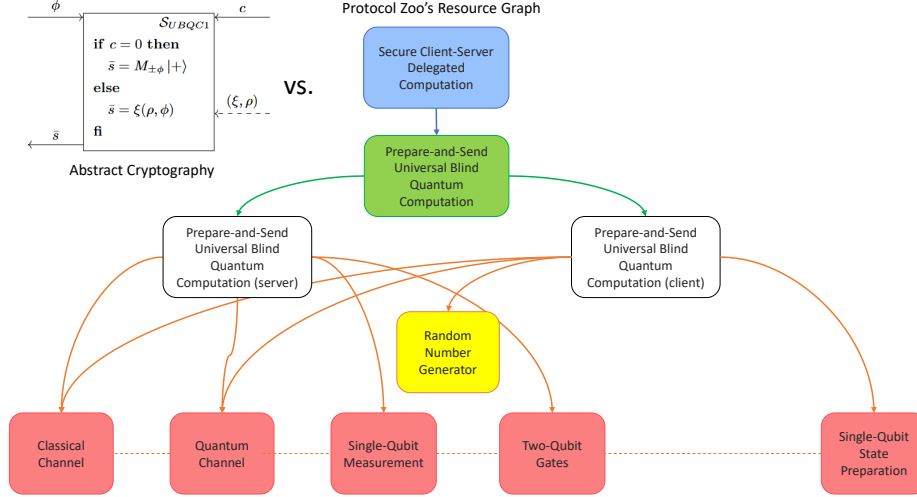 ϕ
c
S_UBQC1
if c = 0 then
s̄ = M_±ϕ |+⟩
else
s̄ = ξ(ρ, ϕ)
fi
(ξ, ρ)
s̄
Abstract Cryptography
vs.
Protocol Zoo's Resource Graph
Secure Client-Server
Delegated
Computation
Prepare-and-Send
Universal Blind
Quantum
Computation
Prepare-and-Send
Universal Blind
Quantum
Computation (server)
Prepare-and-Send
Universal Blind
Quantum
Computation (client)
Random
Number
Generator
Classical
Channel
Quantum
Channel
Single-Qubit
Measurement
Two-Qubit
Gates
Single-Qubit
State
Preparation